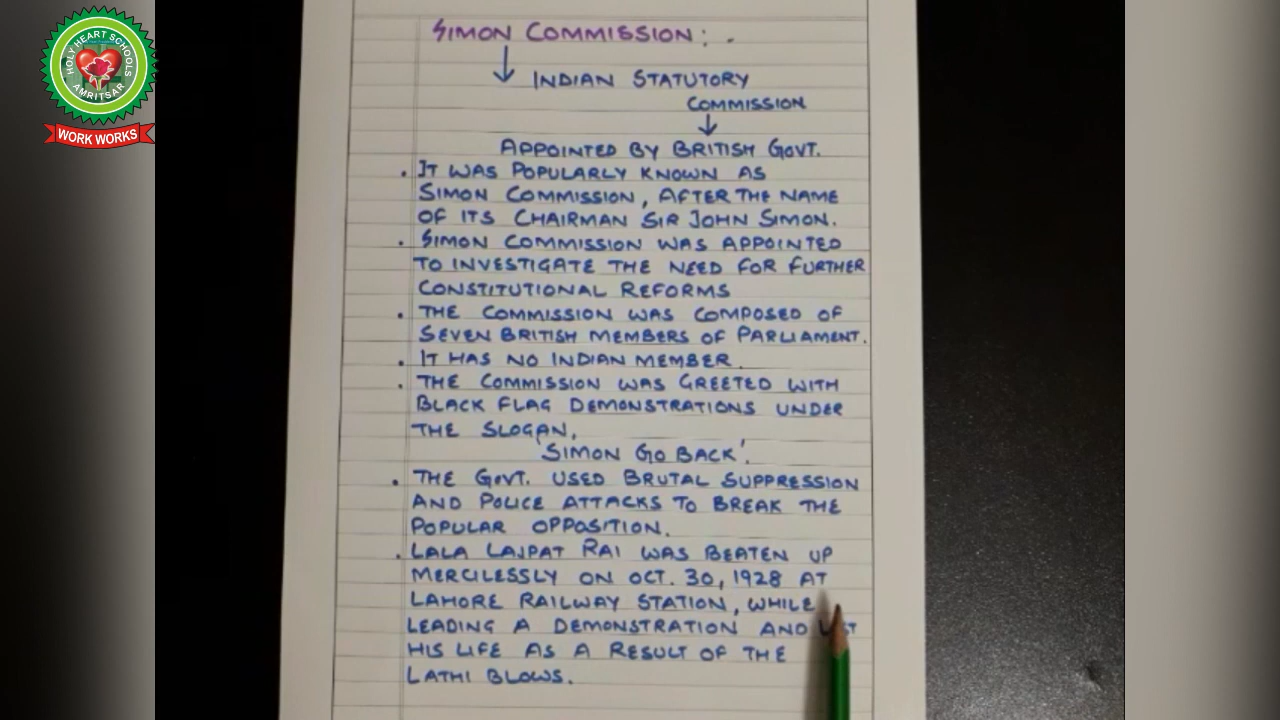 HOLY HEART SCHOOLS
AMRITSAR
WORK WORKS
SIMON COMMISSION: .
INDIAN STATUTORY
COMMISSION
APPOINTED BY BRITISH GOVT.
. IT WAS POPULARLY KNOWN AS
SIMON COMMISSION, AFTER THE NAME
OF ITS CHAIRMAN SIR JOHN SIMON.
. SIMON COMMISSION WAS APPOINTED
TO INVESTIGATE THE NEED FOR FURTHER
CONSTITUTIONAL REFORMS
. THE COMMISSION WAS COMPOSED OF
SEVEN BRITISH MEMBERS OF PARLIAMENT.
. IT HAS NO INDIAN MEMBER.
. THE COMMISSION WAS GREETED WITH
BLACK FLAG DEMONSTRATIONS UNDER
THE SLOGAN,
'SIMON GO BACK'.
. THE GOVT. USED BRUTAL SUPPRESSION
AND POLICE ATTACKS TO BREAK THE
POPULAR OPPOSITION.
. LALA LAJPAT RAI WAS BEATEN UP
MERCILESSLY ON OCT. 30, 1928 AT
LAHORE RAILWAY STATION, WHILE
LEADING A DEMONSTRATION AND
HIS LIFE AS A RESULT OF THE
LATHI BLOWS.